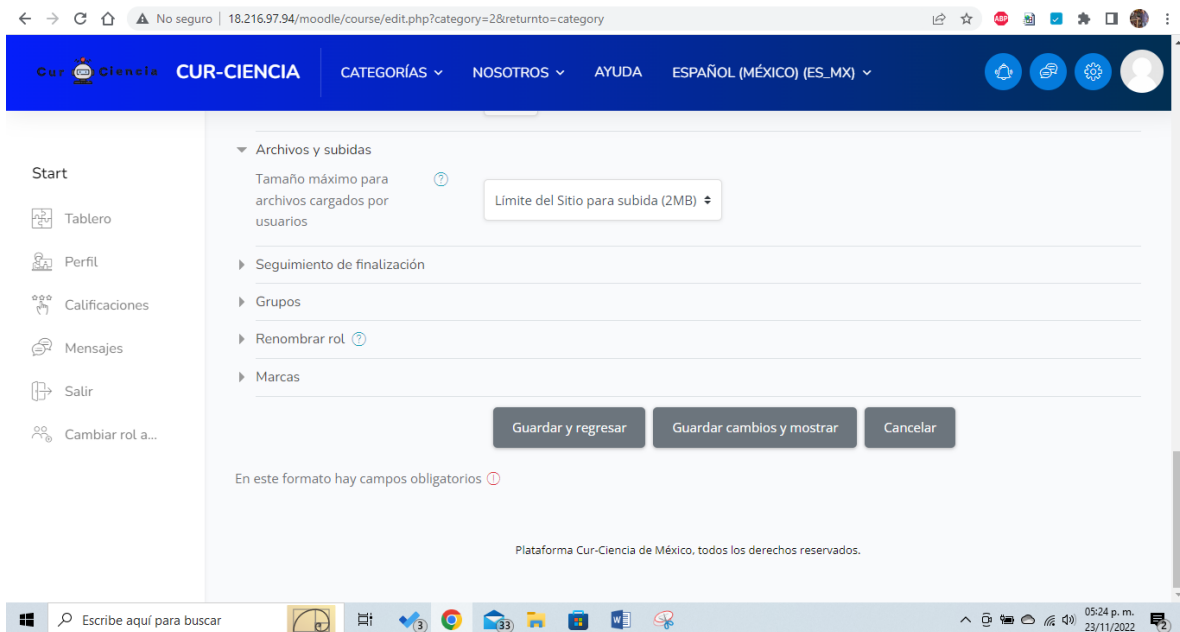 No seguro 18.216.97.94/moodle/course/edit.php?category=2&returnto=category
ABP
Cur Ciencia CUR-CIENCIA CATEGORÍAS NOSOTROS AYUDA ESPAÑOL (MÉXICO) (ES_MX)
Start
Tablero
Perfil
Calificaciones
Mensajes
Salir
Cambiar rol a...
Archivos y subidas
Tamaño máximo para
archivos cargados por
usuarios
Límite del Sitio para subida (2MB)
Seguimiento de finalización
Grupos
Renombrar rol
Marcas
Guardar y regresar Guardar cambios y mostrar Cancelar
En este formato hay campos obligatorios
Plataforma Cur-Ciencia de México, todos los derechos reservados.
Escribe aquí para buscar
3
33
05:24 p. m.
23/11/2022
2